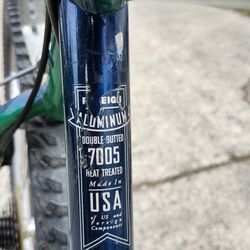 RALEIGH
ALUMINUM
DOUBLE BUTTED
7005
HEAT TREATED
Made In
USA
of US and
Foreign
Components